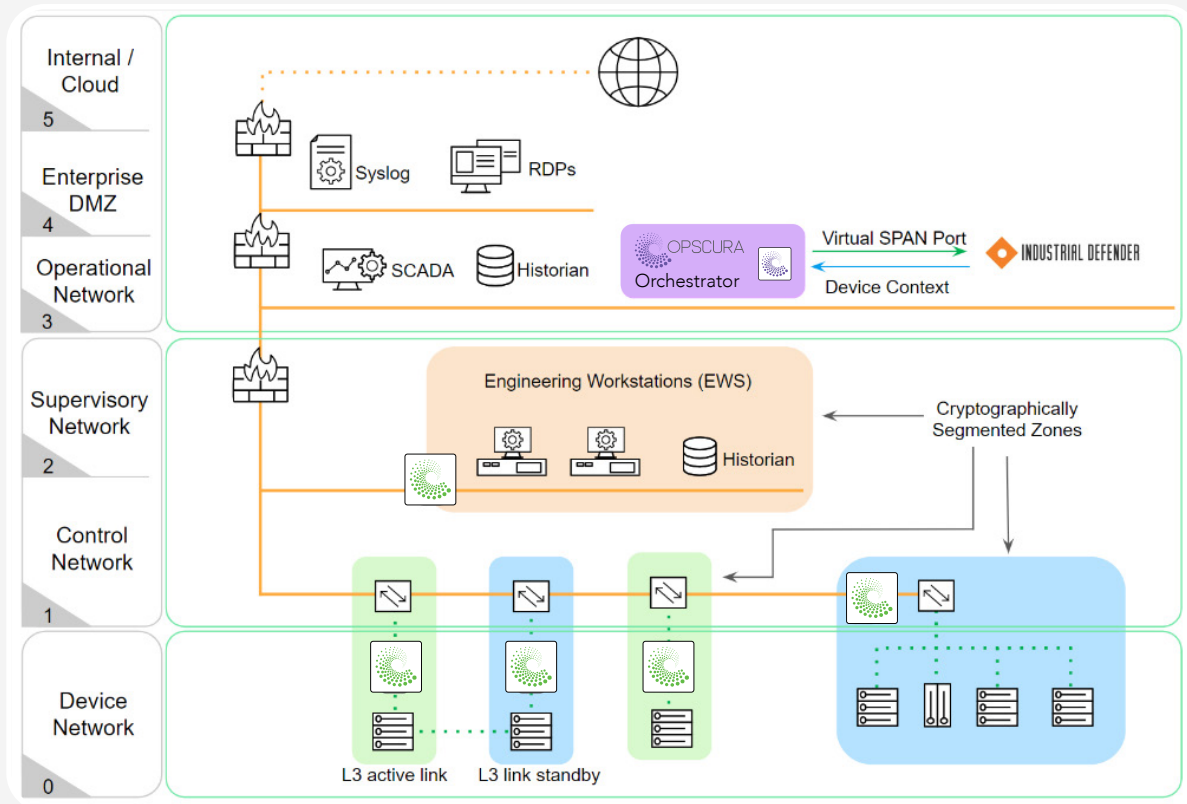 Internal /
Cloud
5
Syslog
RDPs
Enterprise
DMZ
4
Operational
Network
3
SCADA
Historian
OPSCURA
Orchestrator
Virtual SPAN Port
Device Context
INDUSTRIAL DEFENDER
Supervisory
Network
2
Engineering Workstations (EWS)
Historian
Cryptographically
Segmented Zones
Control
Network
1
Device
Network
0
L3 active link
L3 link standby